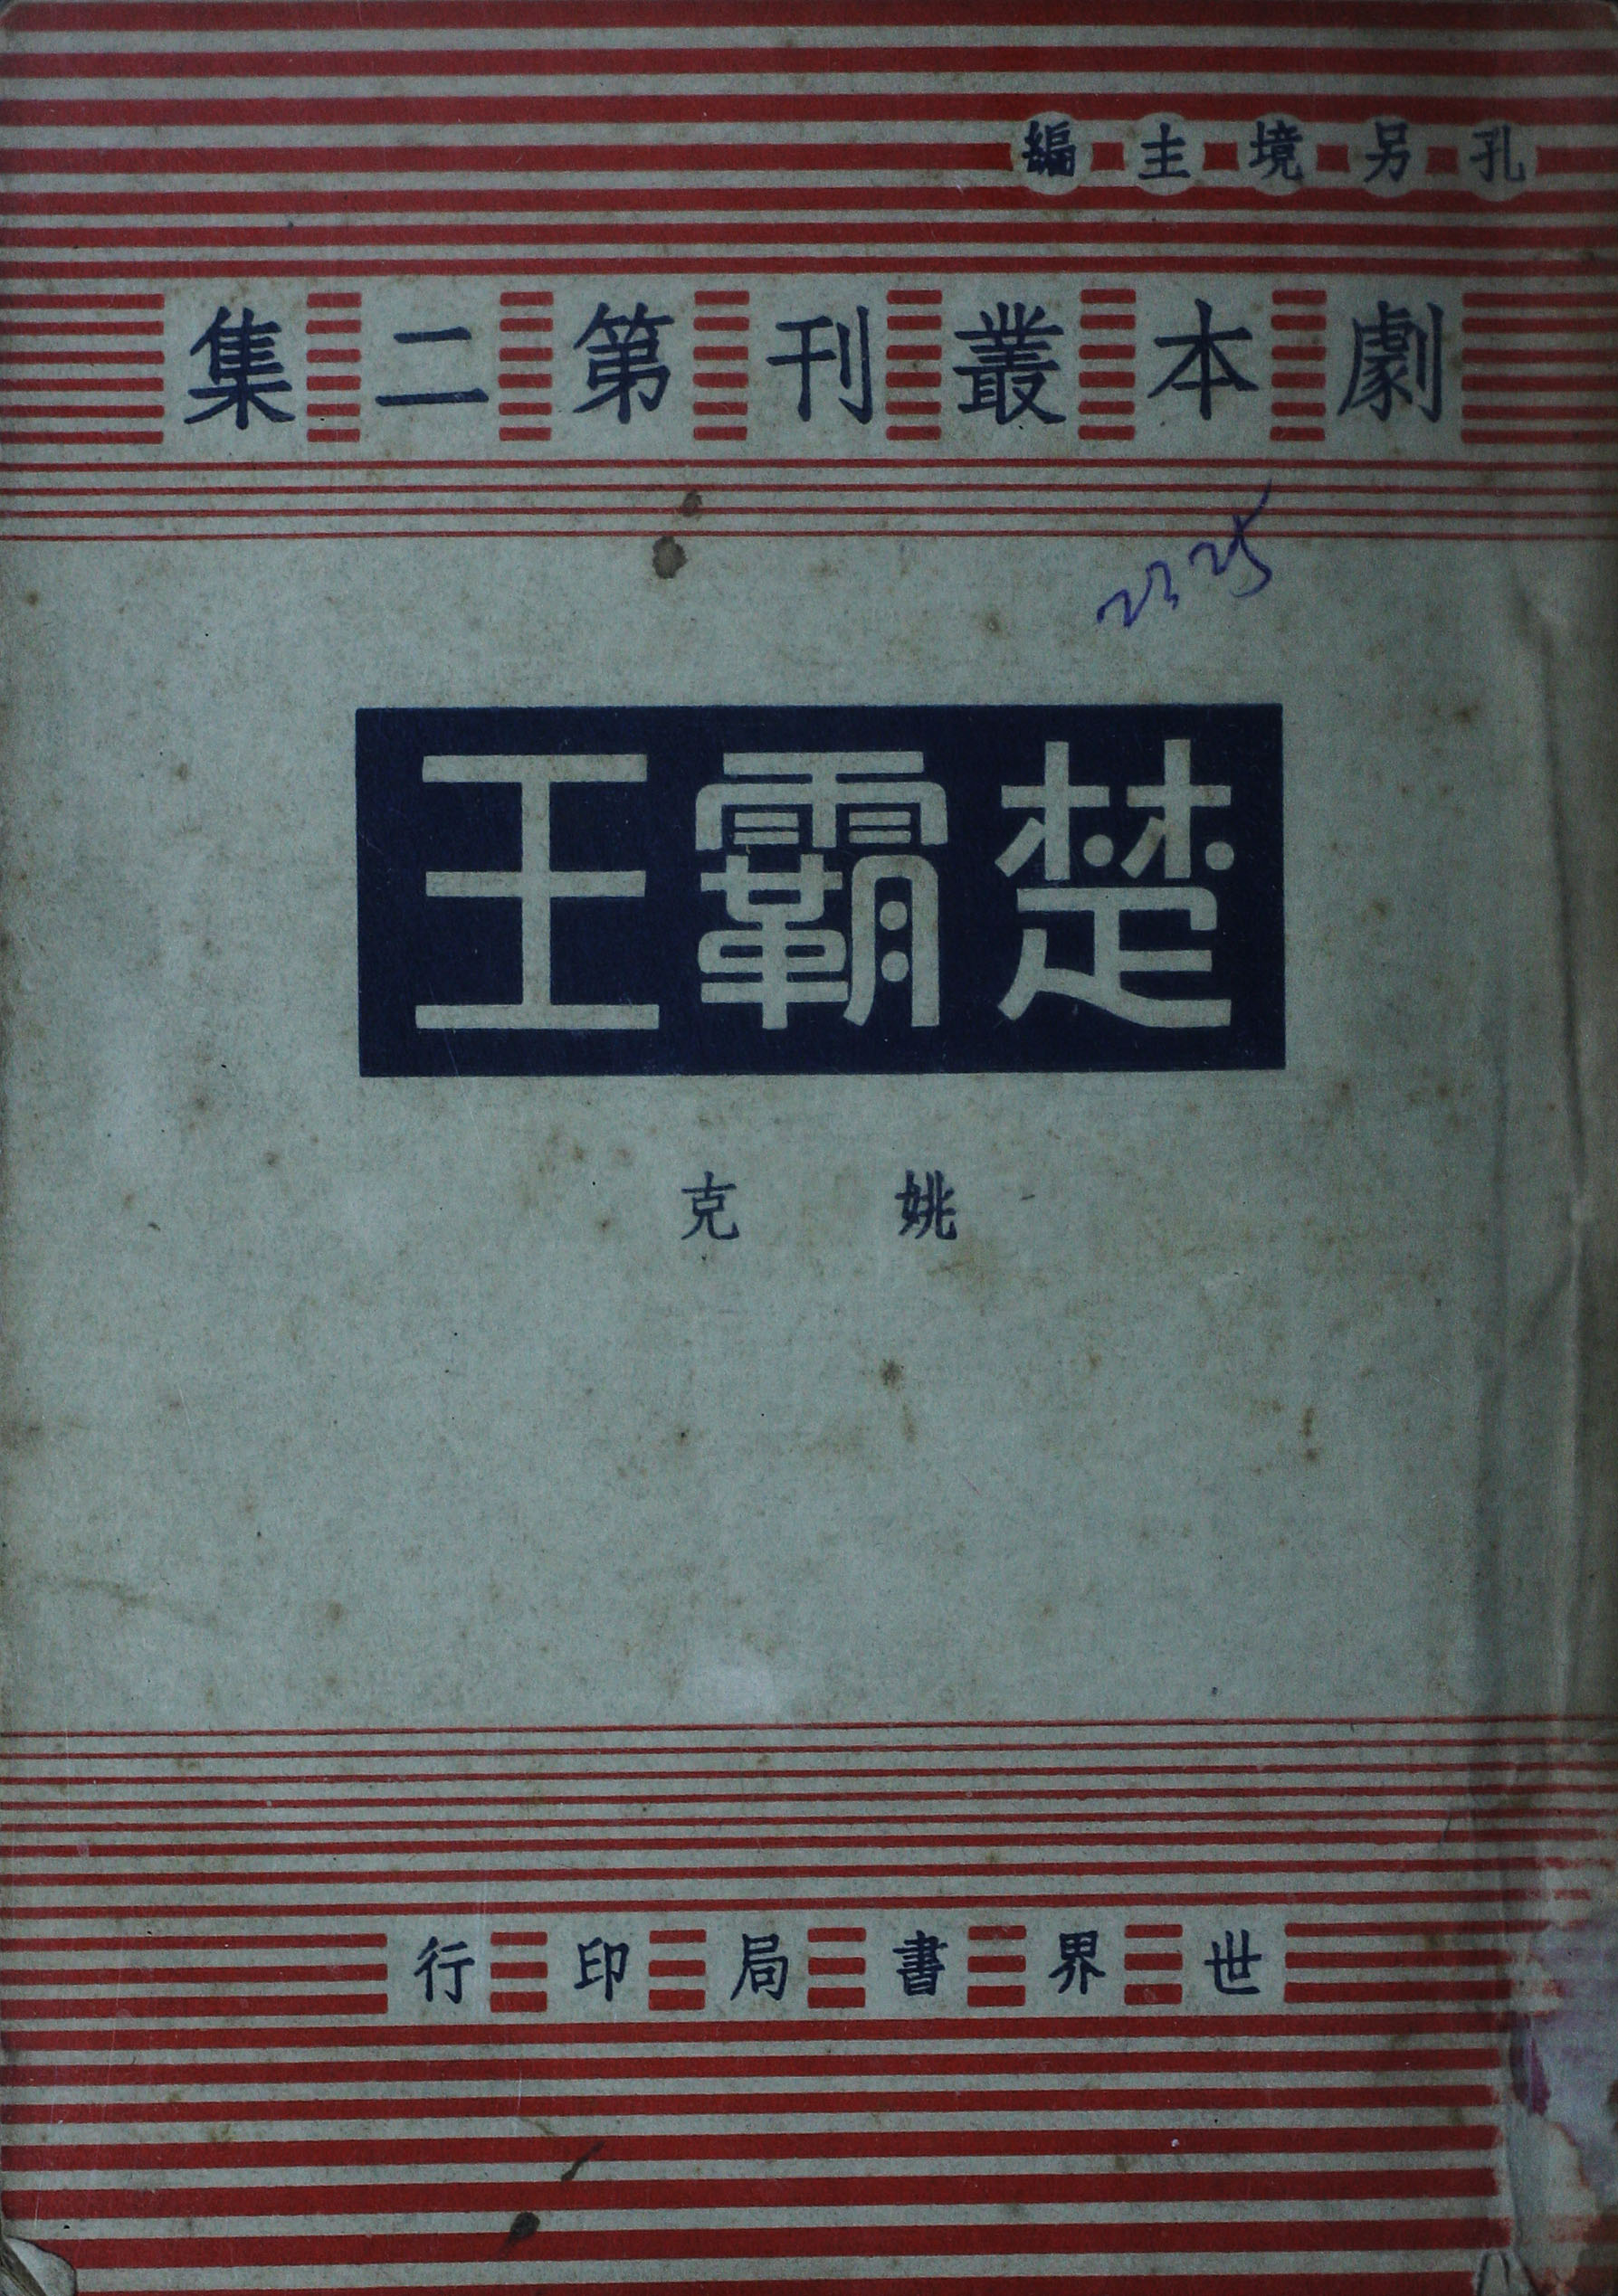 孔另境主編
劇本叢刊第二集
2325
楚霸王
姚克
世界書局印行